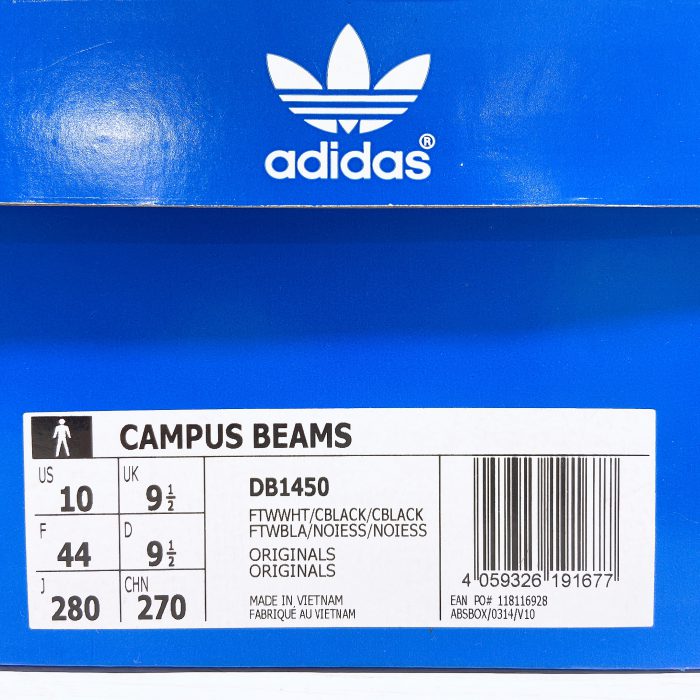 adidas®
CAMPUS BEAMS
US
10
UK
9 1/2
F
44
D
9 1/2
J
280
CHN
270
DB1450
FTWWHT/CBLACK/CBLACK
FTWBLA/NOIESS/NOIESS
ORIGINALS
ORIGINALS
MADE IN VIETNAM
FABRIQUÉ AU VIETNAM
4 059326 191677
EAN PO# 118116928
ABSBOX/0314/V10